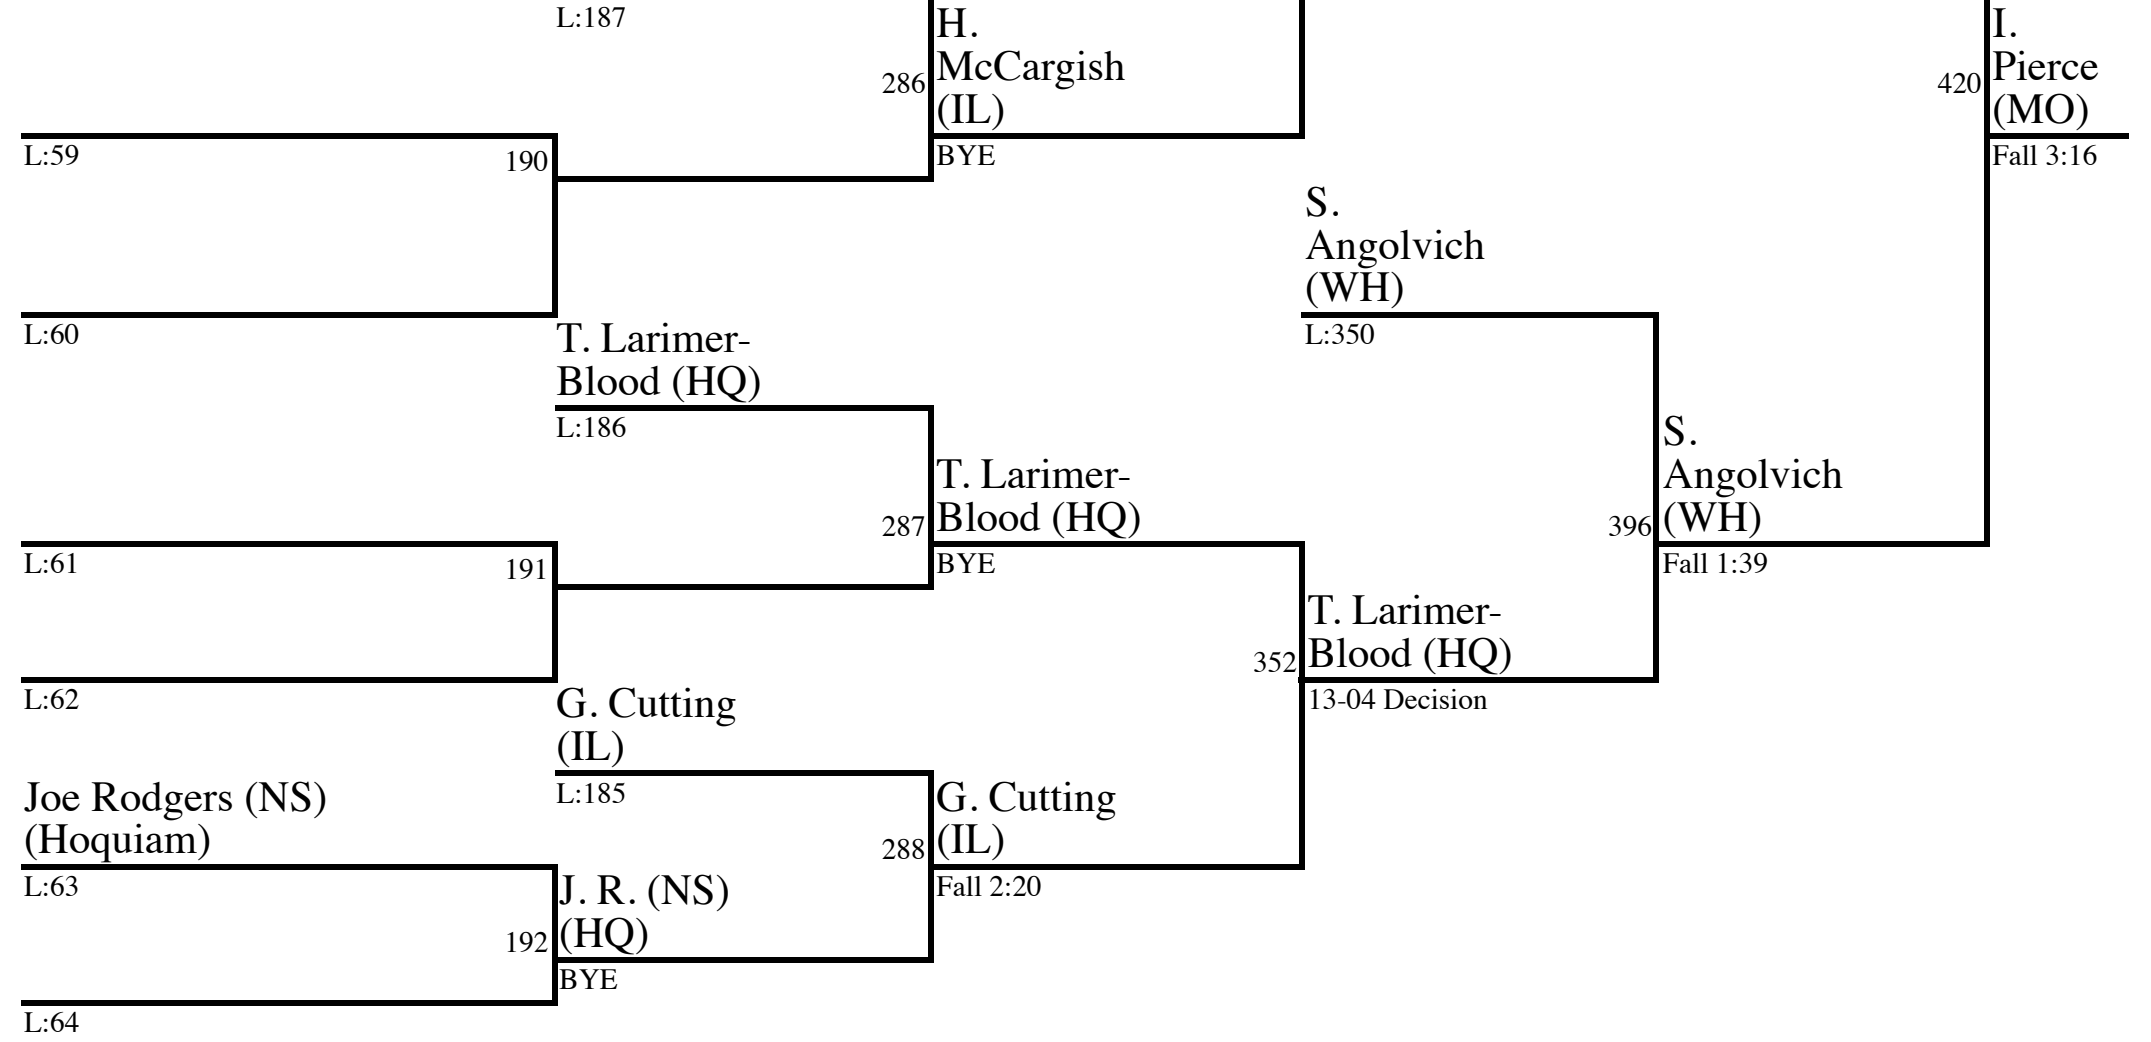 L:187
H.
McCargish
(IL)
286
BYE
I.
Pierce
(MO)
420
Fall 3:16
L:59
190
L:60
S.
Angolvich
(WH)
L:350
T. Larimer-
Blood (HQ)
L:186
T. Larimer-
Blood (HQ)
287
BYE
S.
Angolvich
(WH)
396
Fall 1:39
L:61
191
L:62
T. Larimer-
Blood (HQ)
352
13-04 Decision
G. Cutting
(IL)
L:185
G. Cutting
(IL)
288
Fall 2:20
Joe Rodgers (NS)
(Hoquiam)
L:63
J. R. (NS)
(HQ)
192
BYE
L:64